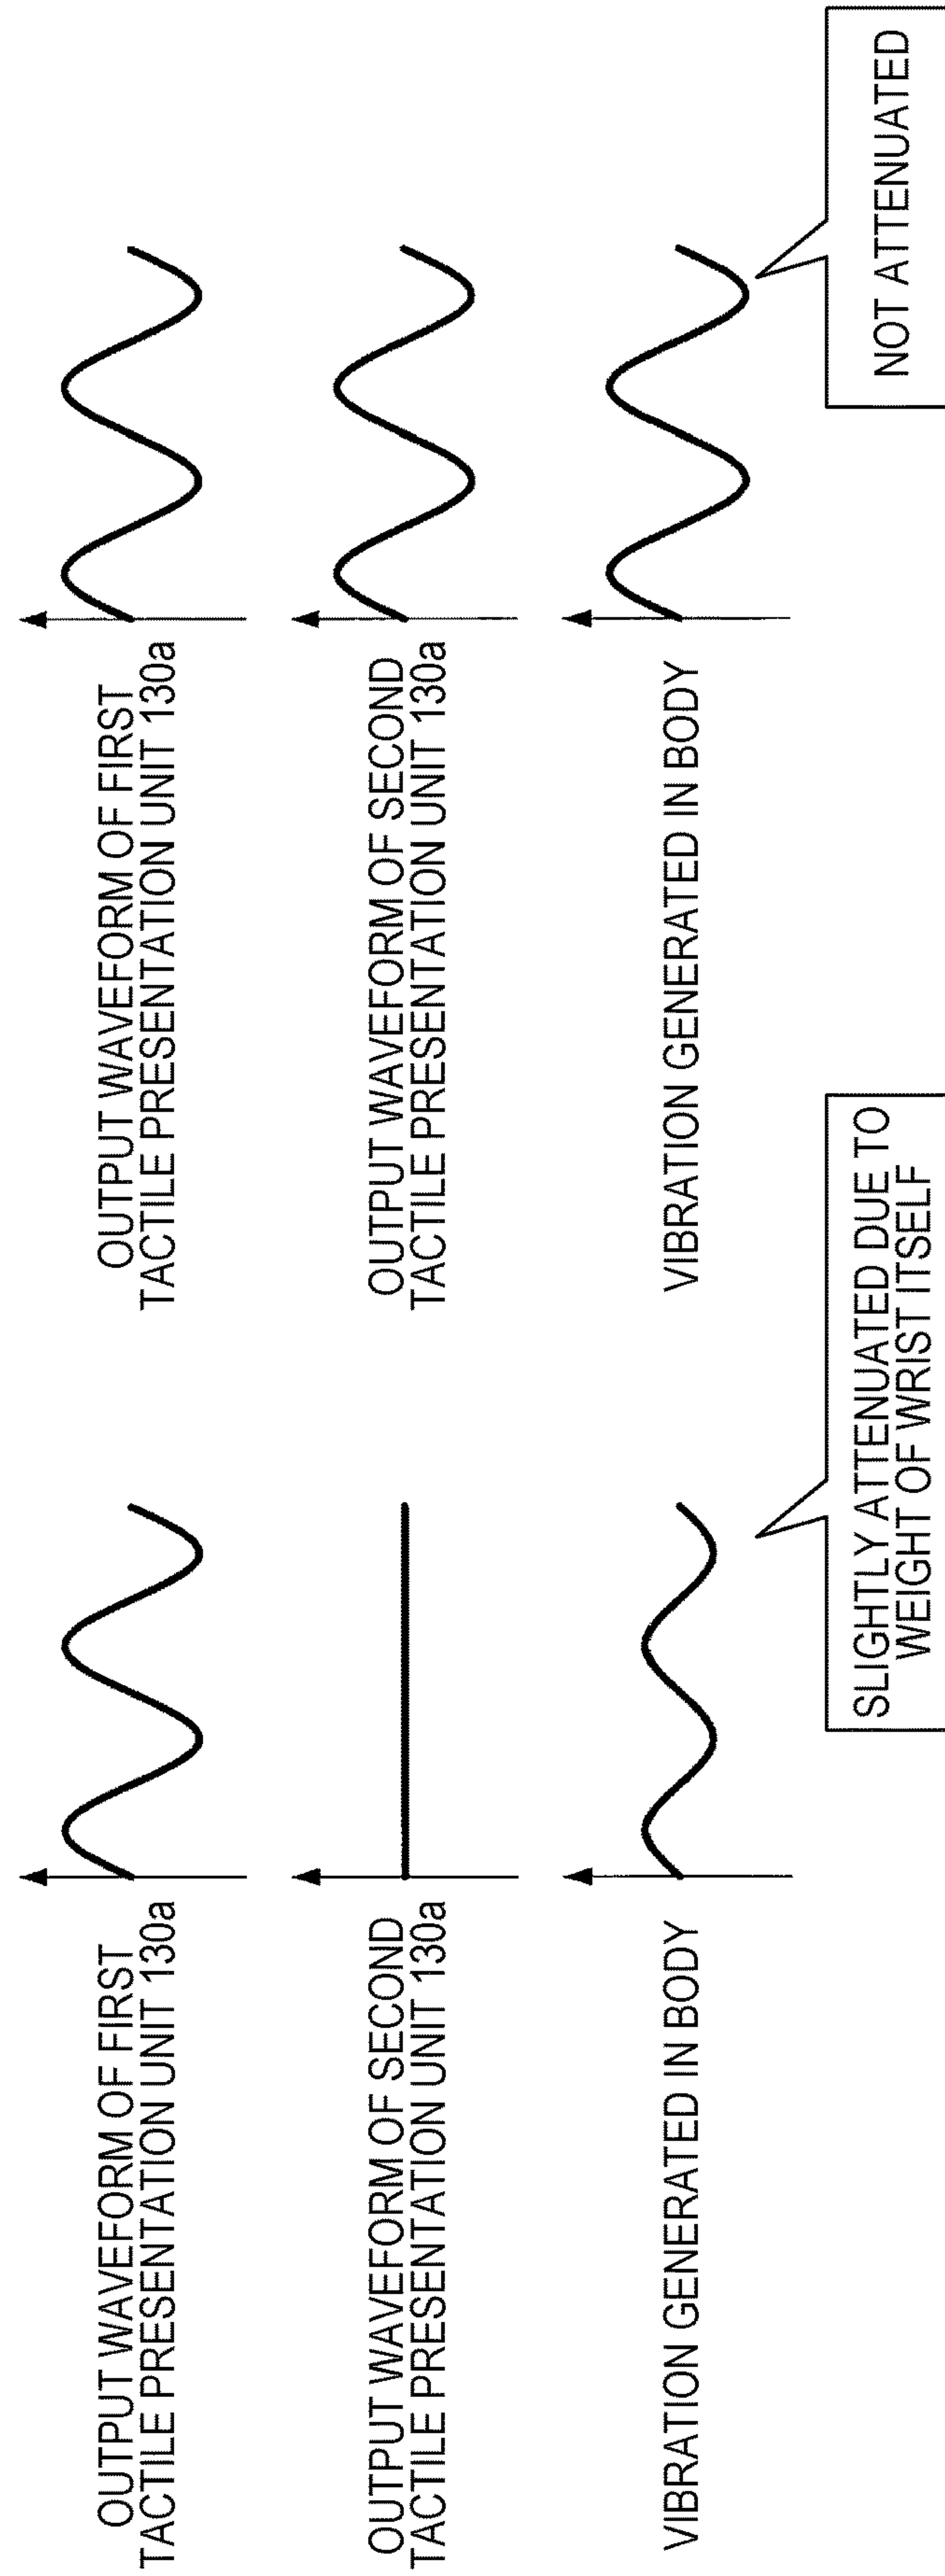 OUTPUT WAVEFORM OF FIRST
TACTILE PRESENTATION UNIT 130a
OUTPUT WAVEFORM OF SECOND
TACTILE PRESENTATION UNIT 130a
VIBRATION GENERATED IN BODY
SLIGHTLY ATTENUATED DUE TO
WEIGHT OF WRIST ITSELF
OUTPUT WAVEFORM OF FIRST
TACTILE PRESENTATION UNIT 130a
OUTPUT WAVEFORM OF SECOND
TACTILE PRESENTATION UNIT 130a
VIBRATION GENERATED IN BODY
NOT ATTENUATED